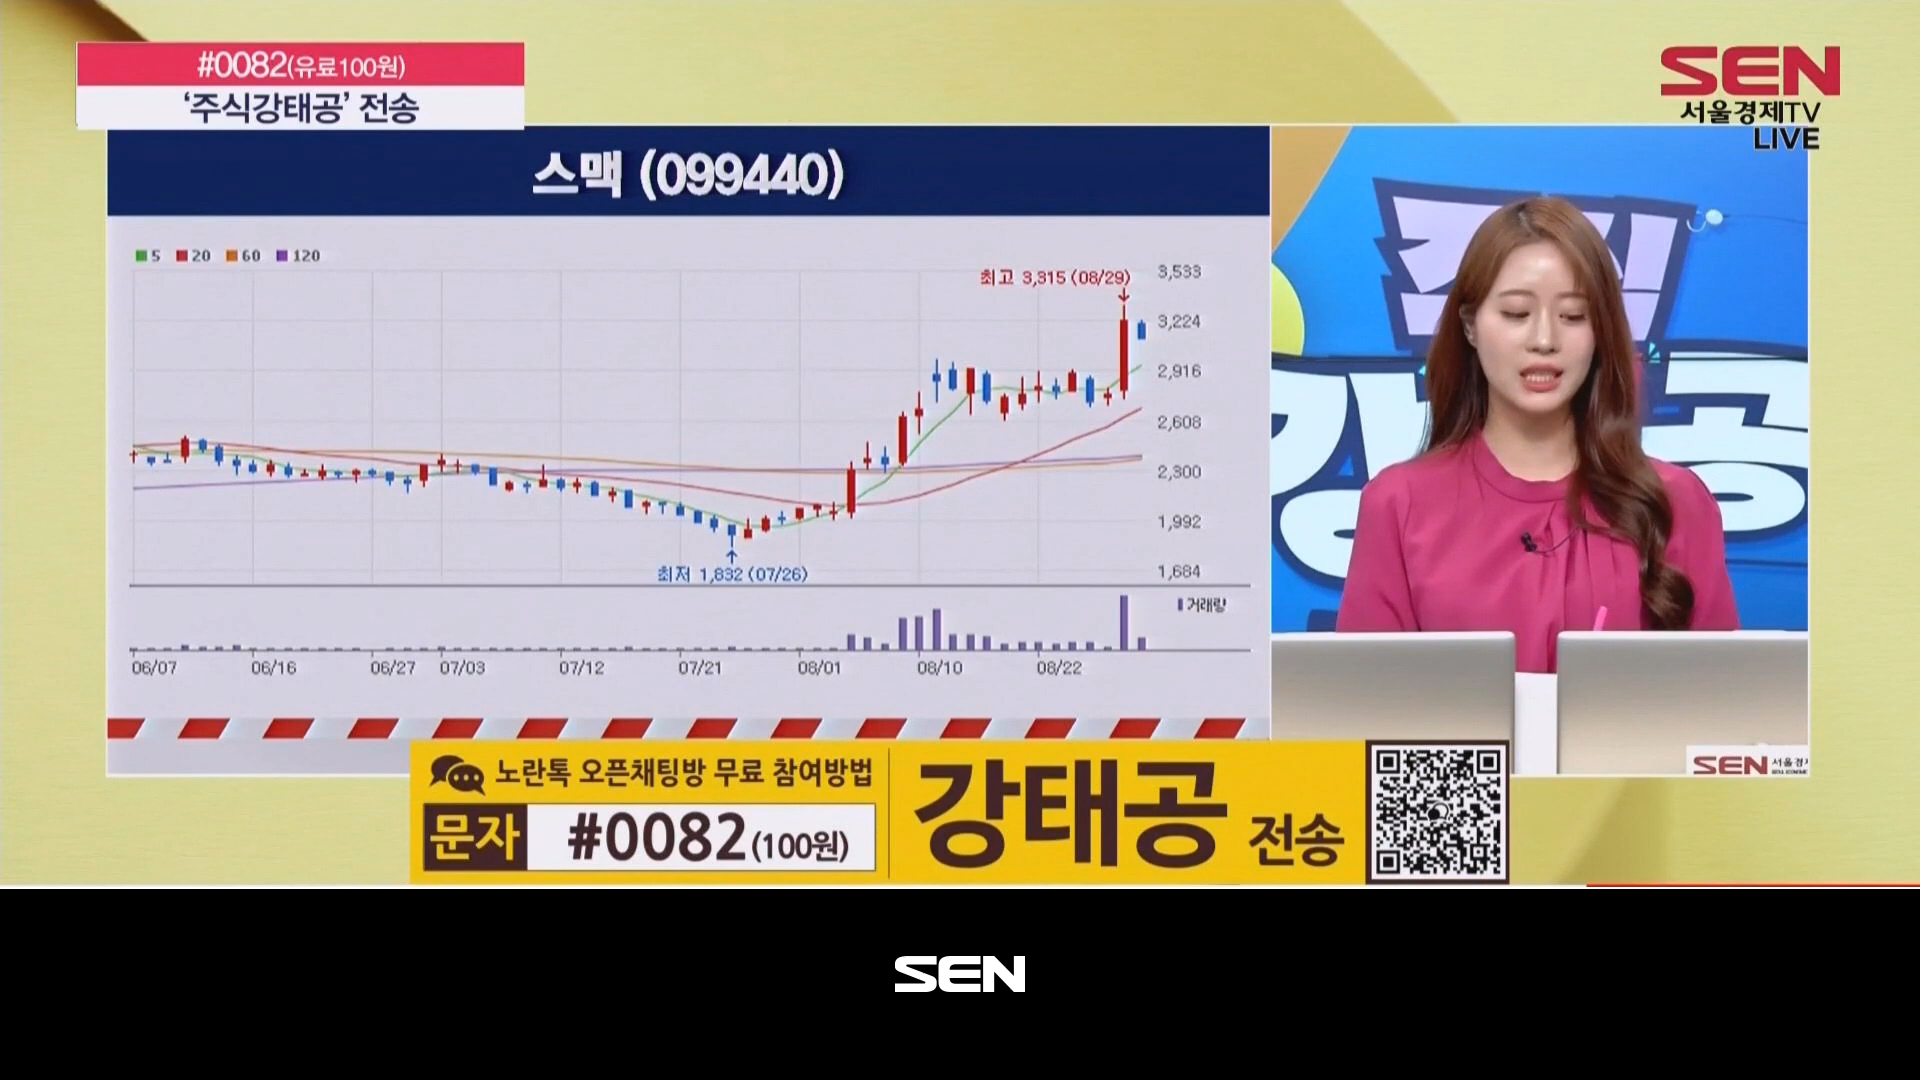 #0082(유료100원)
'주식강태공' 전송
SEN
서울경제TV
LIVE
스맥 (099440)
5 20 60 120
최고 3,315 (08/29)
3,533
3,224
2,916
2,608
2,300
1,992
1,684
최저 1,832 (07/26)
거래량
06/07 06/16 06/27 07/03 07/12 07/21 08/01 08/10 08/22
강
공
SEN 서울경
노란톡 오픈채팅방 무료 참여방법
문자 #0082(100원)
강태공 전송
SEN